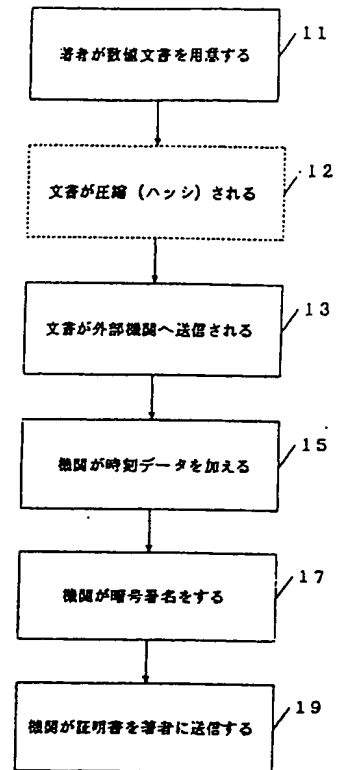 著者が数値文書を用意する
11
文書が圧縮（ハッシ）される
12
文書が外部機関へ送信される
13
機関が時刻データを加える
15
機関が暗号署名をする
17
機関が証明書を著者に送信する
19